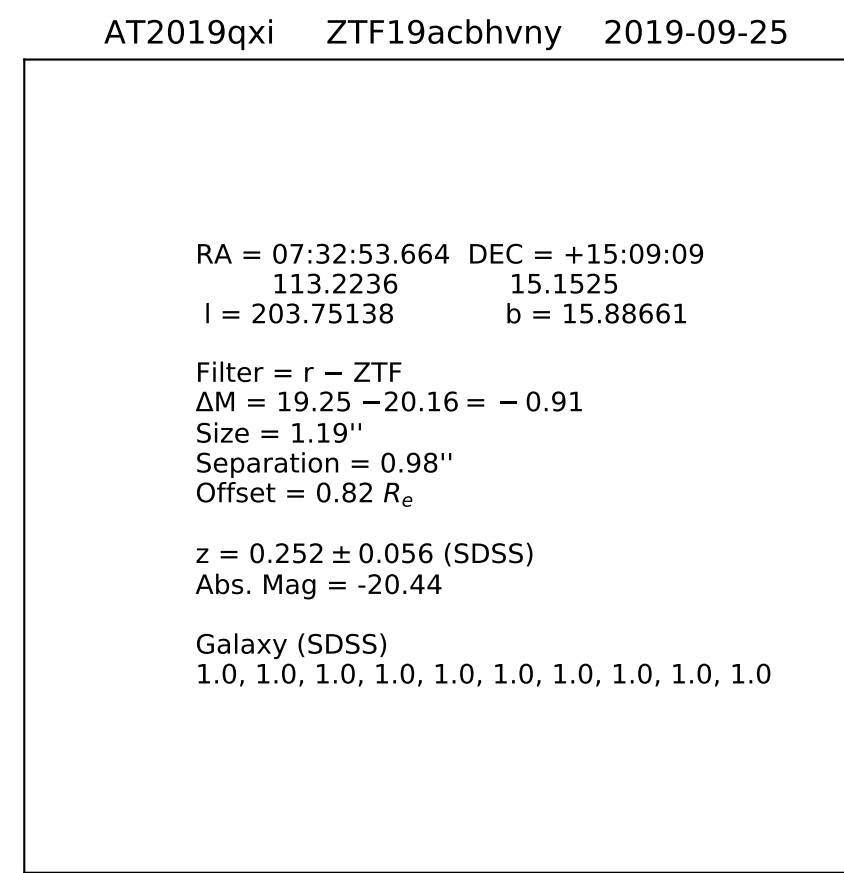 AT2019qxi ZTF19acbhvny 2019-09-25
RA = 07:32:53.664 DEC = +15:09:09
113.2236 15.1525
l = 203.75138 b = 15.88661
Filter = r − ZTF
ΔM = 19.25 −20.16 = − 0.91
Size = 1.19''
Separation = 0.98''
Offset = 0.82 Rₑ
z = 0.252 ± 0.056 (SDSS)
Abs. Mag = -20.44
Galaxy (SDSS)
1.0, 1.0, 1.0, 1.0, 1.0, 1.0, 1.0, 1.0, 1.0, 1.0